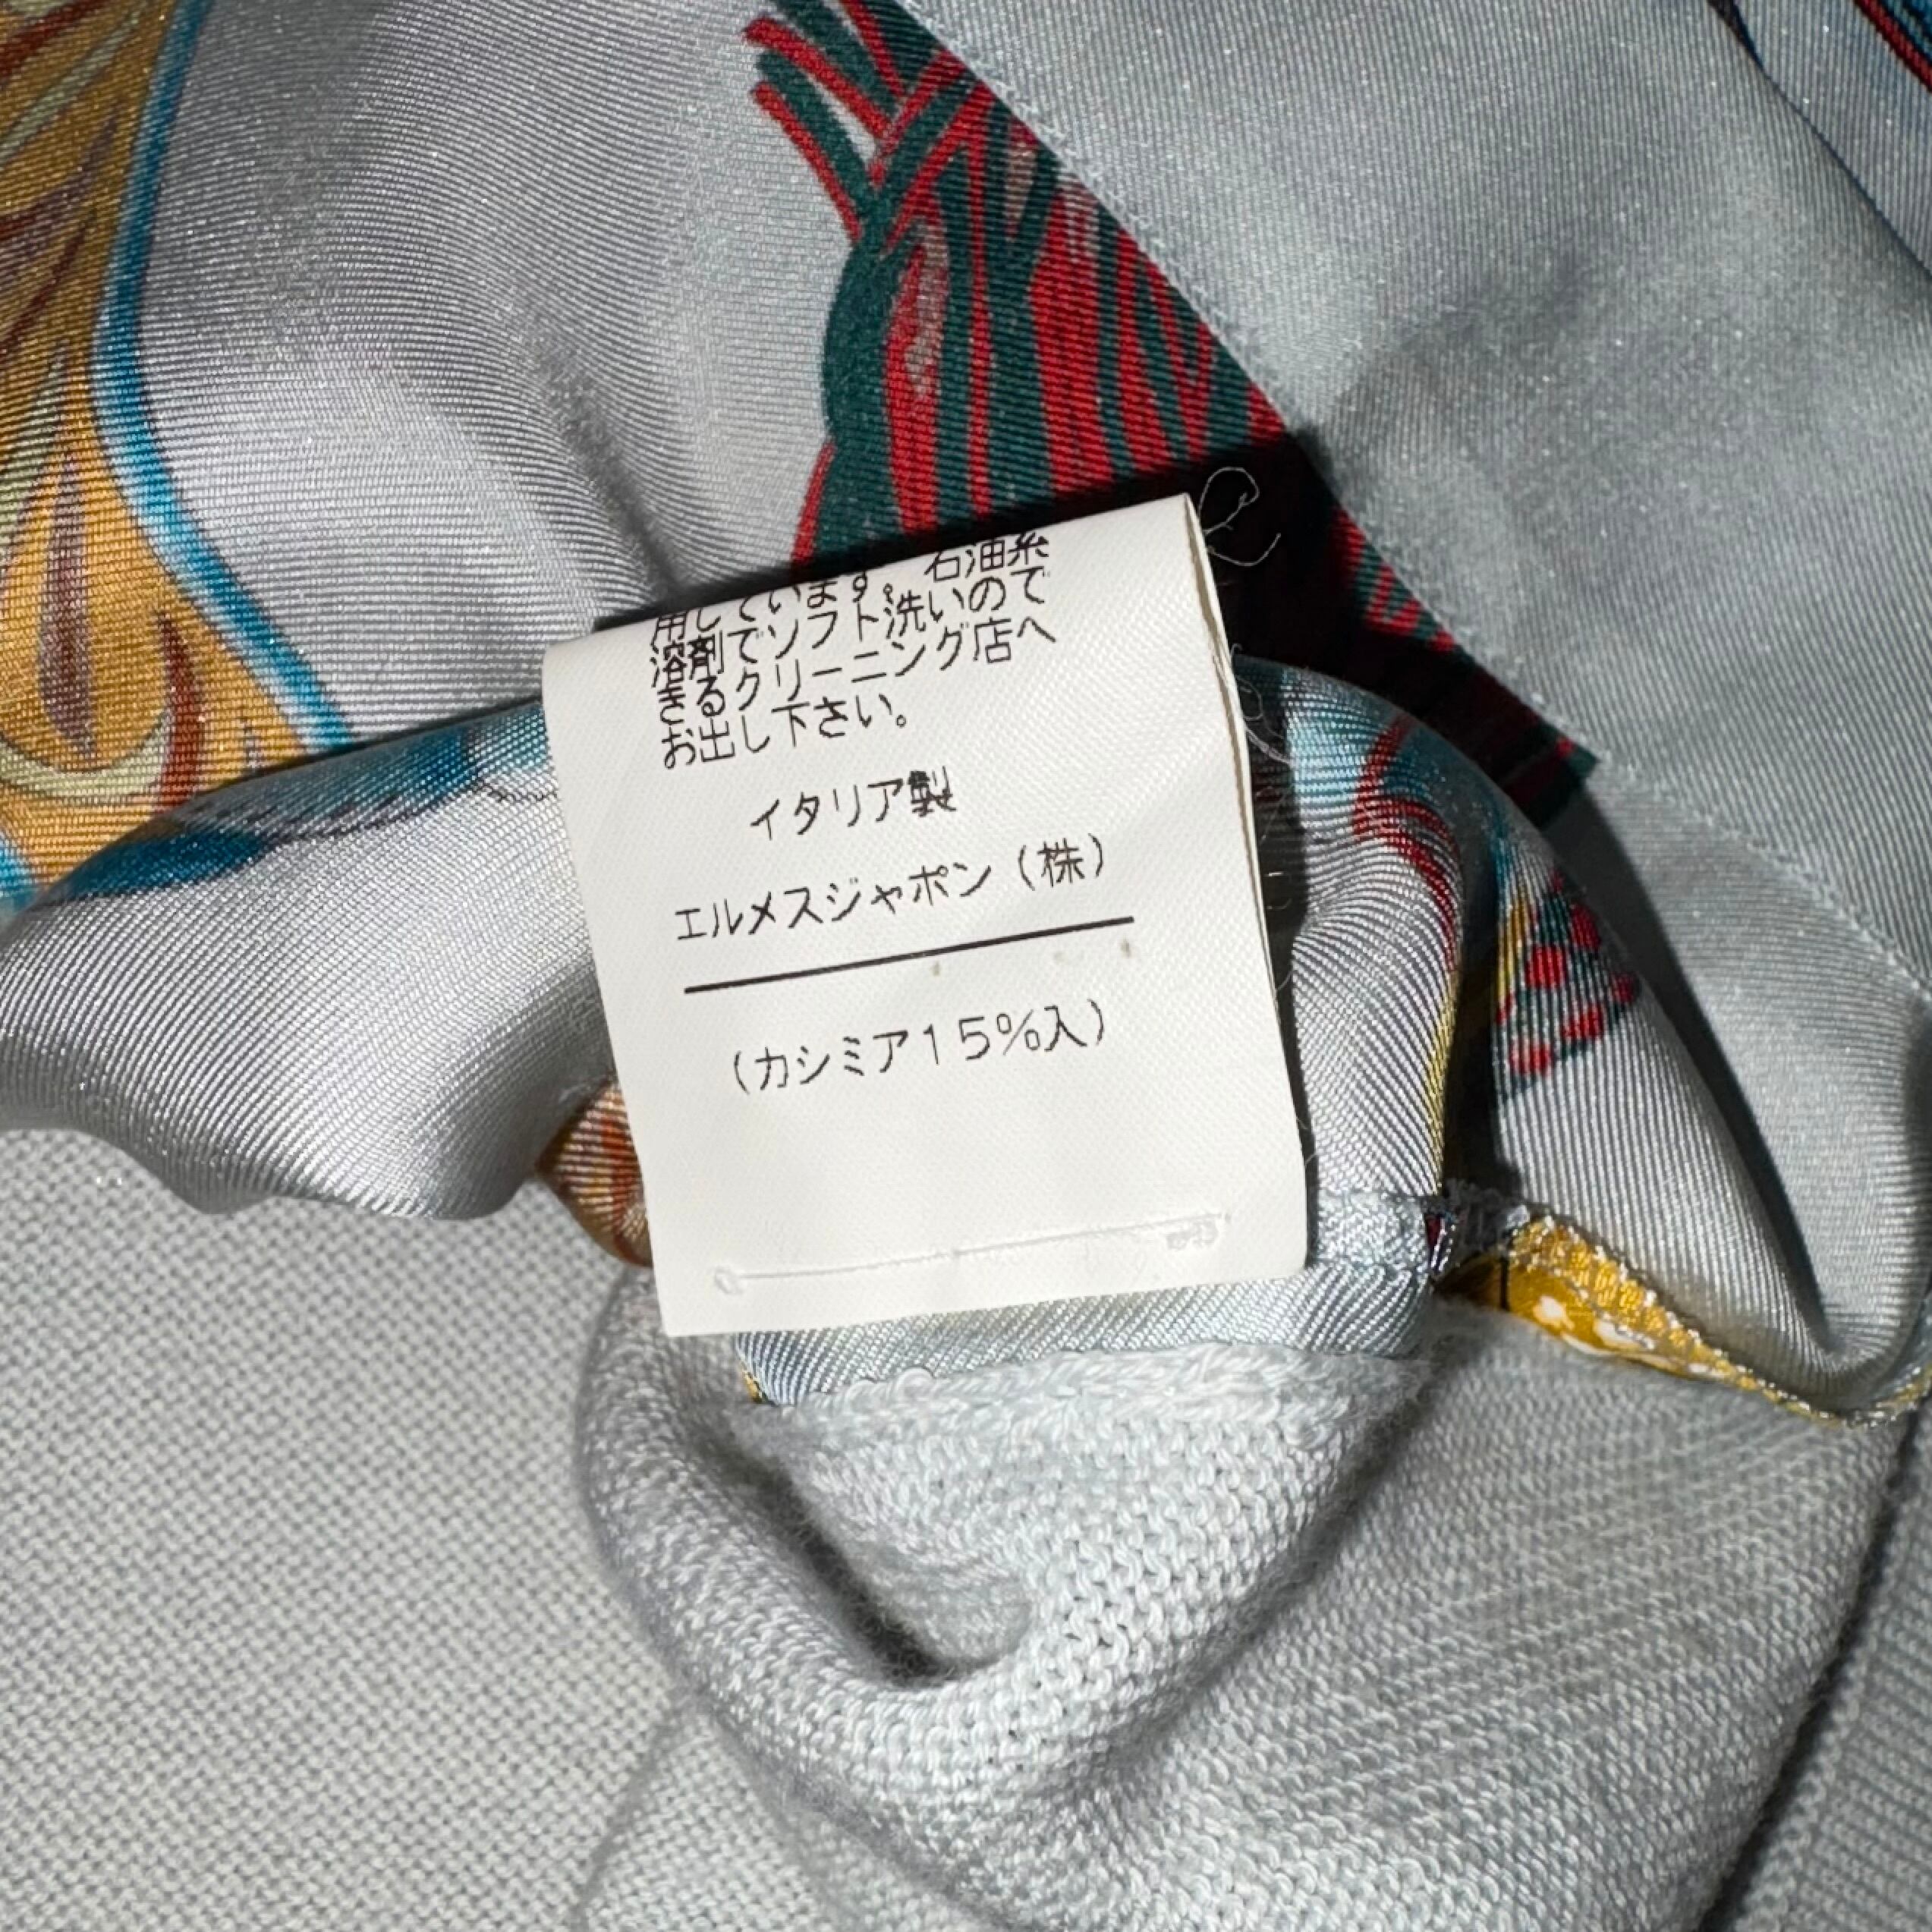 用しています。石油系
溶剤でソフト洗いので
きるクリーニング店へ
お出し下さい。
イタリア製
エルメスジャポン（株）
（カシミア１５％入）